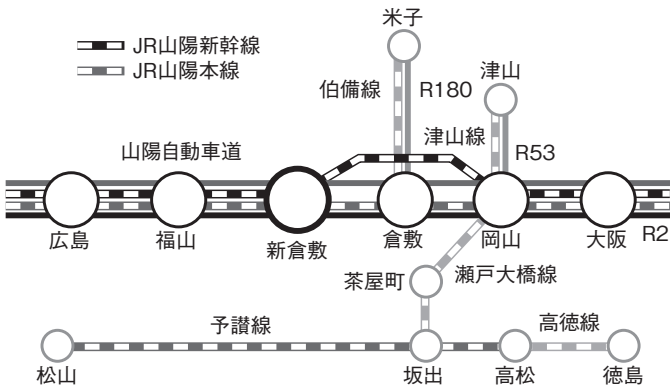 米子
JR山陽新幹線
JR山陽本線
津山
伯備線
R180
津山線
R53
山陽自動車道
広島
福山
新倉敷
倉敷
岡山
大阪
R2
茶屋町
瀬戸大橋線
予讃線
高徳線
松山
坂出
高松
徳島